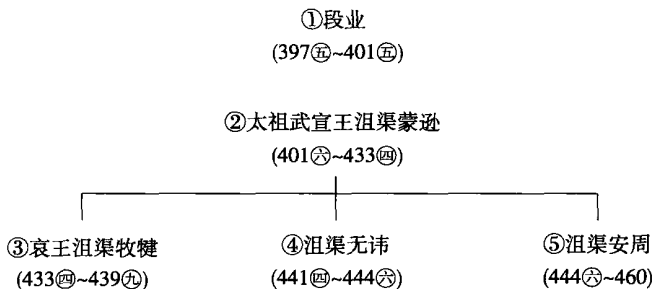 ①段业
(397㊄~401㊄)
②太祖武宣王沮渠蒙逊
(401㊅~433㊃)
③哀王沮渠牧犍
(433㊃~439㊈)
④沮渠无讳
(441㊃~444㊅)
⑤沮渠安周
(444㊅~460)